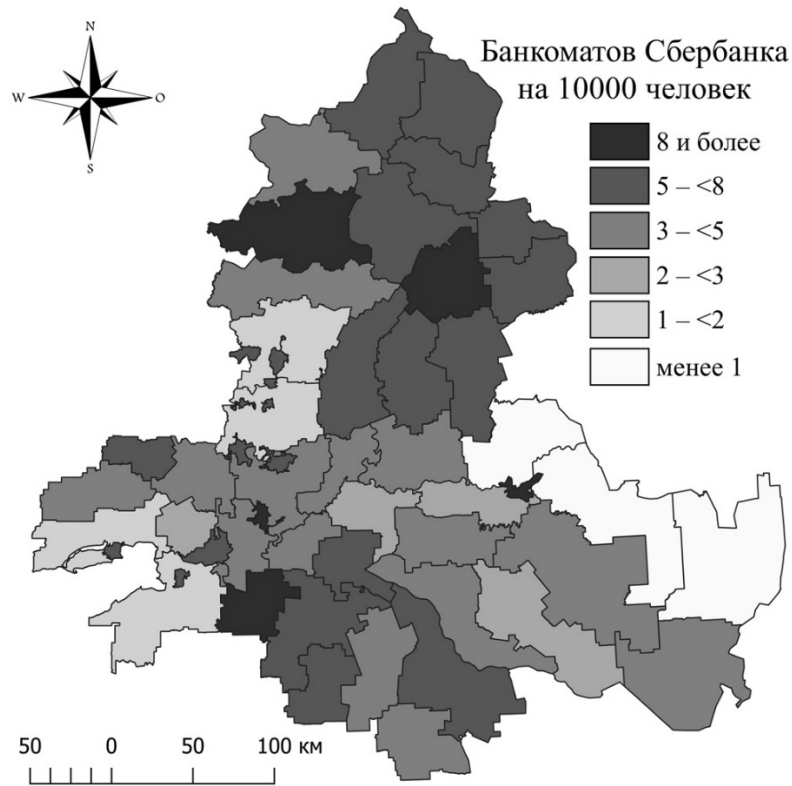 N
W
O
S
Банкоматов Сбербанка
на 10000 человек
8 и более
5 – <8
3 – <5
2 – <3
1 – <2
менее 1
50 0 50 100 км